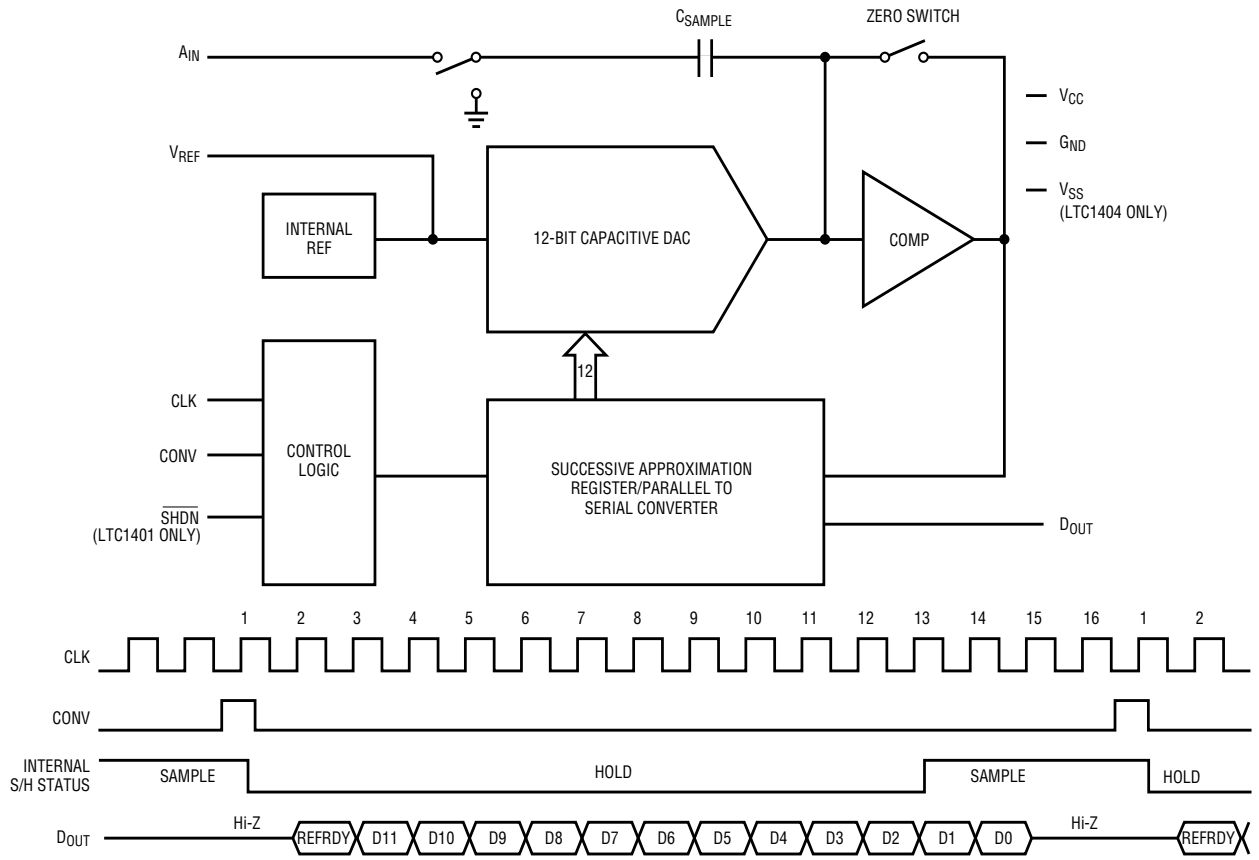 CSAMPLE
ZERO SWITCH
AIN
VCC
GND
VREF
VSS
(LTC1404 ONLY)
INTERNAL
REF
12-BIT CAPACITIVE DAC
COMP
12
CLK
CONV
SHDN
(LTC1401 ONLY)
CONTROL
LOGIC
SUCCESSIVE APPROXIMATION
REGISTER/PARALLEL TO
SERIAL CONVERTER
DOUT
1 2 3 4 5 6 7 8 9 10 11 12 13 14 15 16 1 2
CLK
CONV
INTERNAL
S/H STATUS
SAMPLE HOLD SAMPLE HOLD
DOUT
Hi-Z REFRDY D11 D10 D9 D8 D7 D6 D5 D4 D3 D2 D1 D0 Hi-Z REFRDY